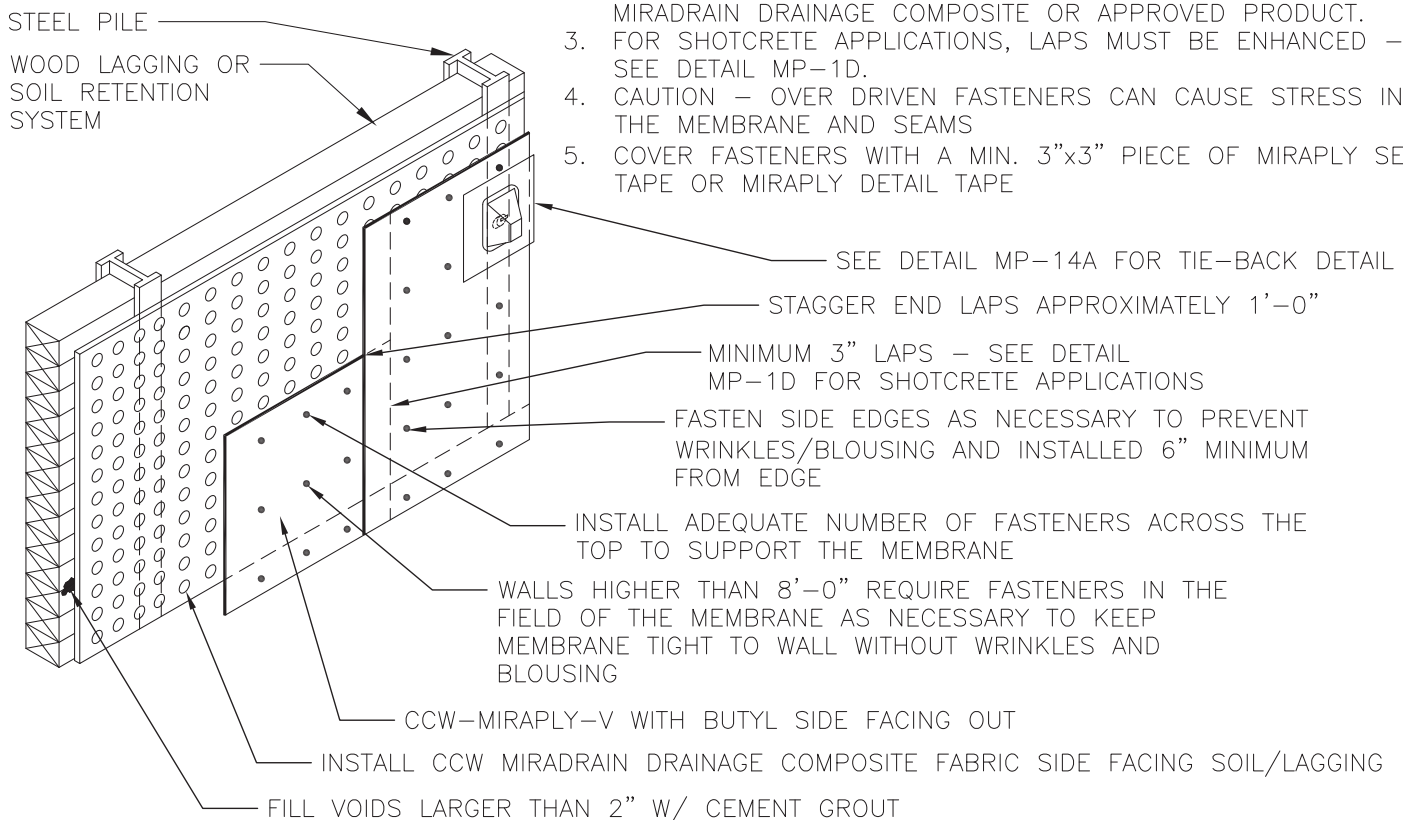 STEEL PILE
WOOD LAGGING OR
SOIL RETENTION
SYSTEM
MIRADRAIN DRAINAGE COMPOSITE OR APPROVED PRODUCT.
3. FOR SHOTCRETE APPLICATIONS, LAPS MUST BE ENHANCED –
SEE DETAIL MP–1D.
4. CAUTION – OVER DRIVEN FASTENERS CAN CAUSE STRESS IN
THE MEMBRANE AND SEAMS
5. COVER FASTENERS WITH A MIN. 3”x3” PIECE OF MIRAPLY SE
TAPE OR MIRAPLY DETAIL TAPE
SEE DETAIL MP–14A FOR TIE–BACK DETAIL
STAGGER END LAPS APPROXIMATELY 1’–0”
MINIMUM 3” LAPS – SEE DETAIL
MP–1D FOR SHOTCRETE APPLICATIONS
FASTEN SIDE EDGES AS NECESSARY TO PREVENT
WRINKLES/BLOUSING AND INSTALLED 6” MINIMUM
FROM EDGE
INSTALL ADEQUATE NUMBER OF FASTENERS ACROSS THE
TOP TO SUPPORT THE MEMBRANE
WALLS HIGHER THAN 8’–0” REQUIRE FASTENERS IN THE
FIELD OF THE MEMBRANE AS NECESSARY TO KEEP
MEMBRANE TIGHT TO WALL WITHOUT WRINKLES AND
BLOUSING
CCW–MIRAPLY–V WITH BUTYL SIDE FACING OUT
INSTALL CCW MIRADRAIN DRAINAGE COMPOSITE FABRIC SIDE FACING SOIL/LAGGING
FILL VOIDS LARGER THAN 2” W/ CEMENT GROUT